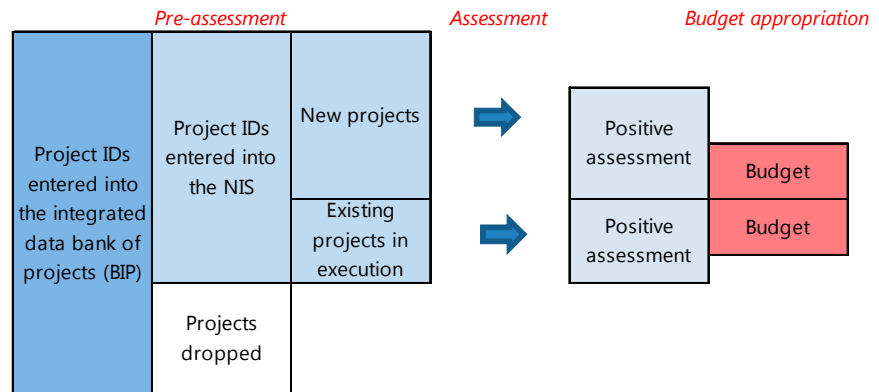 Pre-assessment
Assessment
Budget appropriation
Project IDs
entered into
the integrated
data bank of
projects (BIP)
Project IDs
entered into
the NIS
New projects
Existing
projects in
execution
Projects
dropped
Positive
assessment
Budget
Positive
assessment
Budget